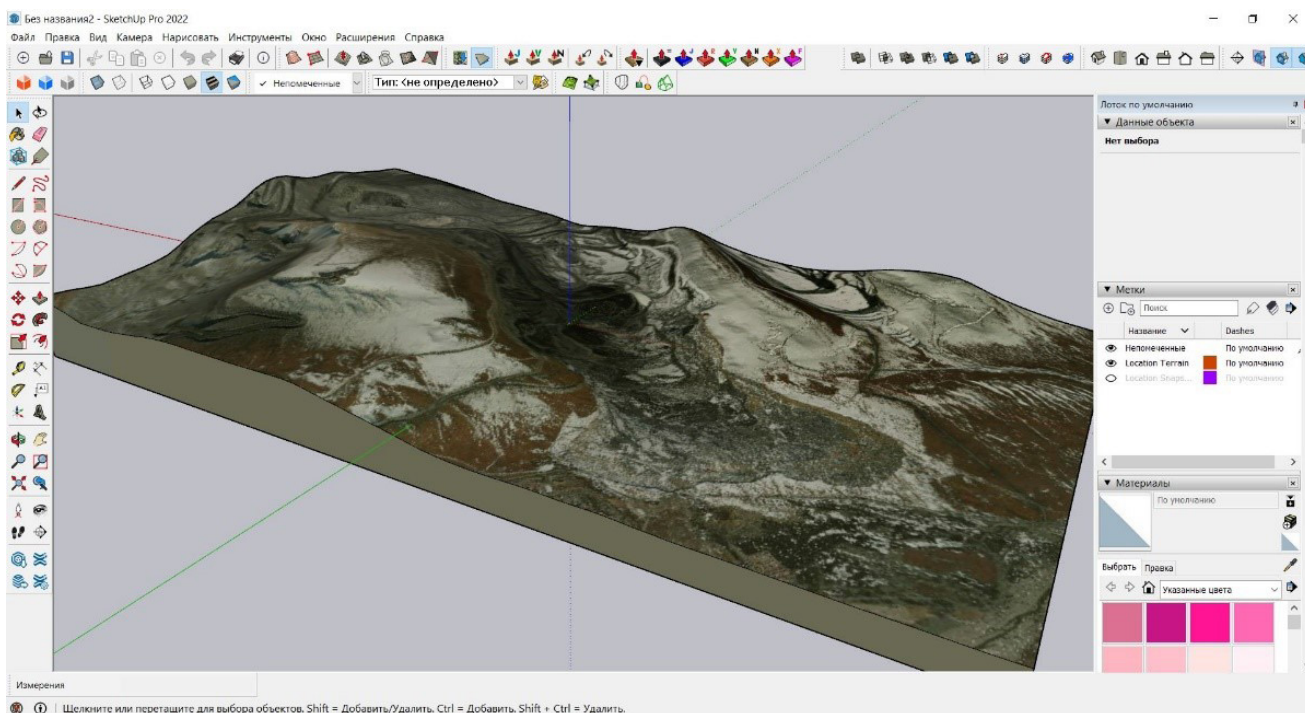 Без названия2 - SketchUp Pro 2022
Файл Правка Вид Камера Нарисовать Инструменты Окно Расширения Справка
Непомеченные
Тип: <не определено>
Лоток по умолчанию
Данные объекта
Нет выбора
Метки
Поиск
Название Dashes
Непомеченные По умолчанию
Location Terrain По умолчанию
Location Snaps... По умолчанию
Материалы
По умолчанию
Выбрать Правка
Указанные цвета
Измерения
Щелкните или перетащите для выбора объектов. Shift = Добавить/Удалить. Ctrl = Добавить. Shift + Ctrl = Удалить.